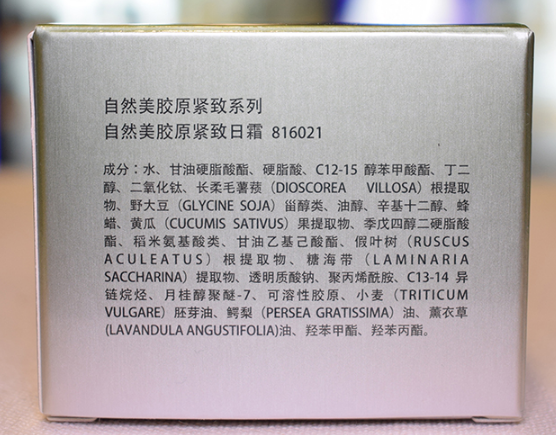 自然美胶原紧致系列
自然美胶原紧致日霜 816021
成分：水、甘油硬脂酸酯、硬脂酸、C12-15 醇苯甲酸酯、丁二
醇、二氧化钛、长柔毛薯蓣（DIOSCOREA VILLOSA）根提取
物、野大豆（GLYCINE SOJA）甾醇类、油醇、辛基十二醇、蜂
蜡、黄瓜（CUCUMIS SATIVUS）果提取物、季戊四醇二硬脂酸
酯、稻米氨基酸类、甘油乙基己酸酯、假叶树（RUSCUS
ACULEATUS）根提取物、糖海带（LAMINARIA
SACCHARINA）提取物、透明质酸钠、聚丙烯酰胺、C13-14 异
链烷烃、月桂醇聚醚-7、可溶性胶原、小麦（TRITICUM
VULGARE）胚芽油、鳄梨（PERSEA GRATISSIMA）油、薰衣草
(LAVANDULA ANGUSTIFOLIA)油、羟苯甲酯、羟苯丙酯。